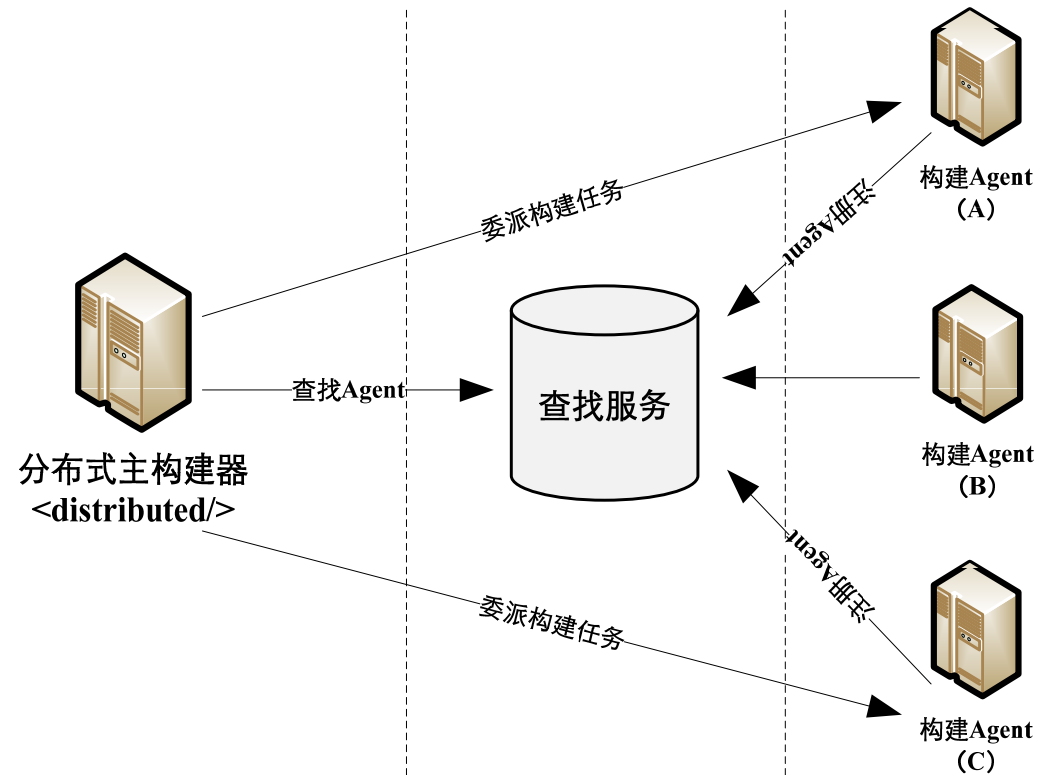 构建Agent
（A）
委派构建任务
注册Agent
查找Agent
查找服务
分布式主构建器
<distributed/>
构建Agent
（B）
注册Agent
委派构建任务
构建Agent
（C）